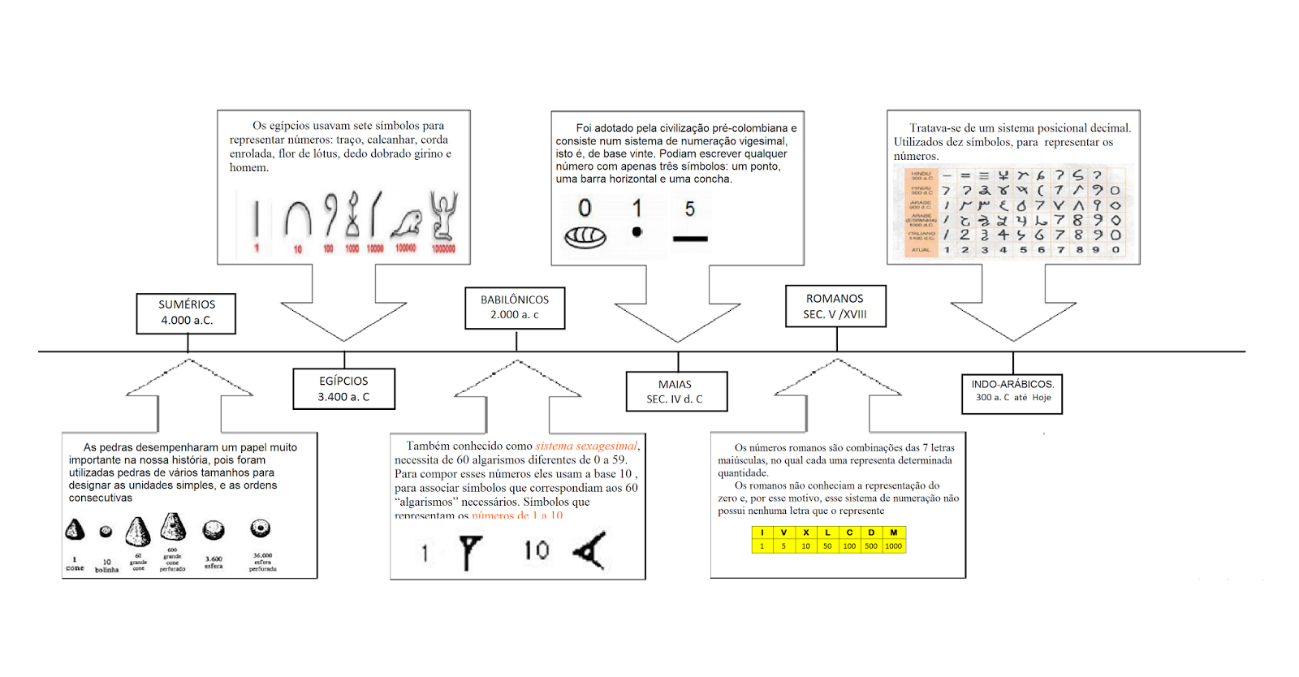 Os egípcios usavam sete símbolos para
representar números: traço, calcanhar, corda
enrolada, flor de lótus, dedo dobrado girino e
homem.
1 10 100 1000 10000 100000 1000000
Foi adotado pela civilização pré-colombiana e
consiste num sistema de numeração vigesimal,
isto é, de base vinte. Podiam escrever qualquer
número com apenas três símbolos: um ponto,
uma barra horizontal e uma concha.
0 1 5
Tratava-se de um sistema posicional decimal.
Utilizados dez símbolos, para representar os
números.
HINDU
300 a.C
HINDU
ÁRABE
ÁRABE
(ESPANHA)
ITALIANO
1400 d.C.
ATUAL 1 2 3 4 5 6 7 8 9 0
SUMÉRIOS
4.000 a.C.
EGÍPCIOS
3.400 a. C
BABILÔNICOS
2.000 a. c
MAIAS
SEC. IV d. C
ROMANOS
SEC. V /XVIII
INDO-ARÁBICOS.
300 a. C até Hoje
As pedras desempenharam um papel muito
importante na nossa história, pois foram
utilizadas pedras de vários tamanhos para
designar as unidades simples, e as ordens
consecutivas
1
cone
10
bolinha
60
grande
cone
600
grande
cone
perfurado
3.600
esfera
36.000
esfera
perfurada
Também conhecido como sistema sexagesimal,
necessita de 60 algarismos diferentes de 0 a 59.
Para compor esses números eles usam a base 10 ,
para associar símbolos que correspondiam aos 60
“algarismos” necessários. Símbolos que
representam os números de 1 a 10
1 10
Os números romanos são combinações das 7 letras
maiúsculas, no qual cada uma representa determinada
quantidade.
Os romanos não conheciam a representação do
zero e, por esse motivo, esse sistema de numeração não
possui nenhuma letra que o represente
I V X L C D M
1 5 10 50 100 500 1000